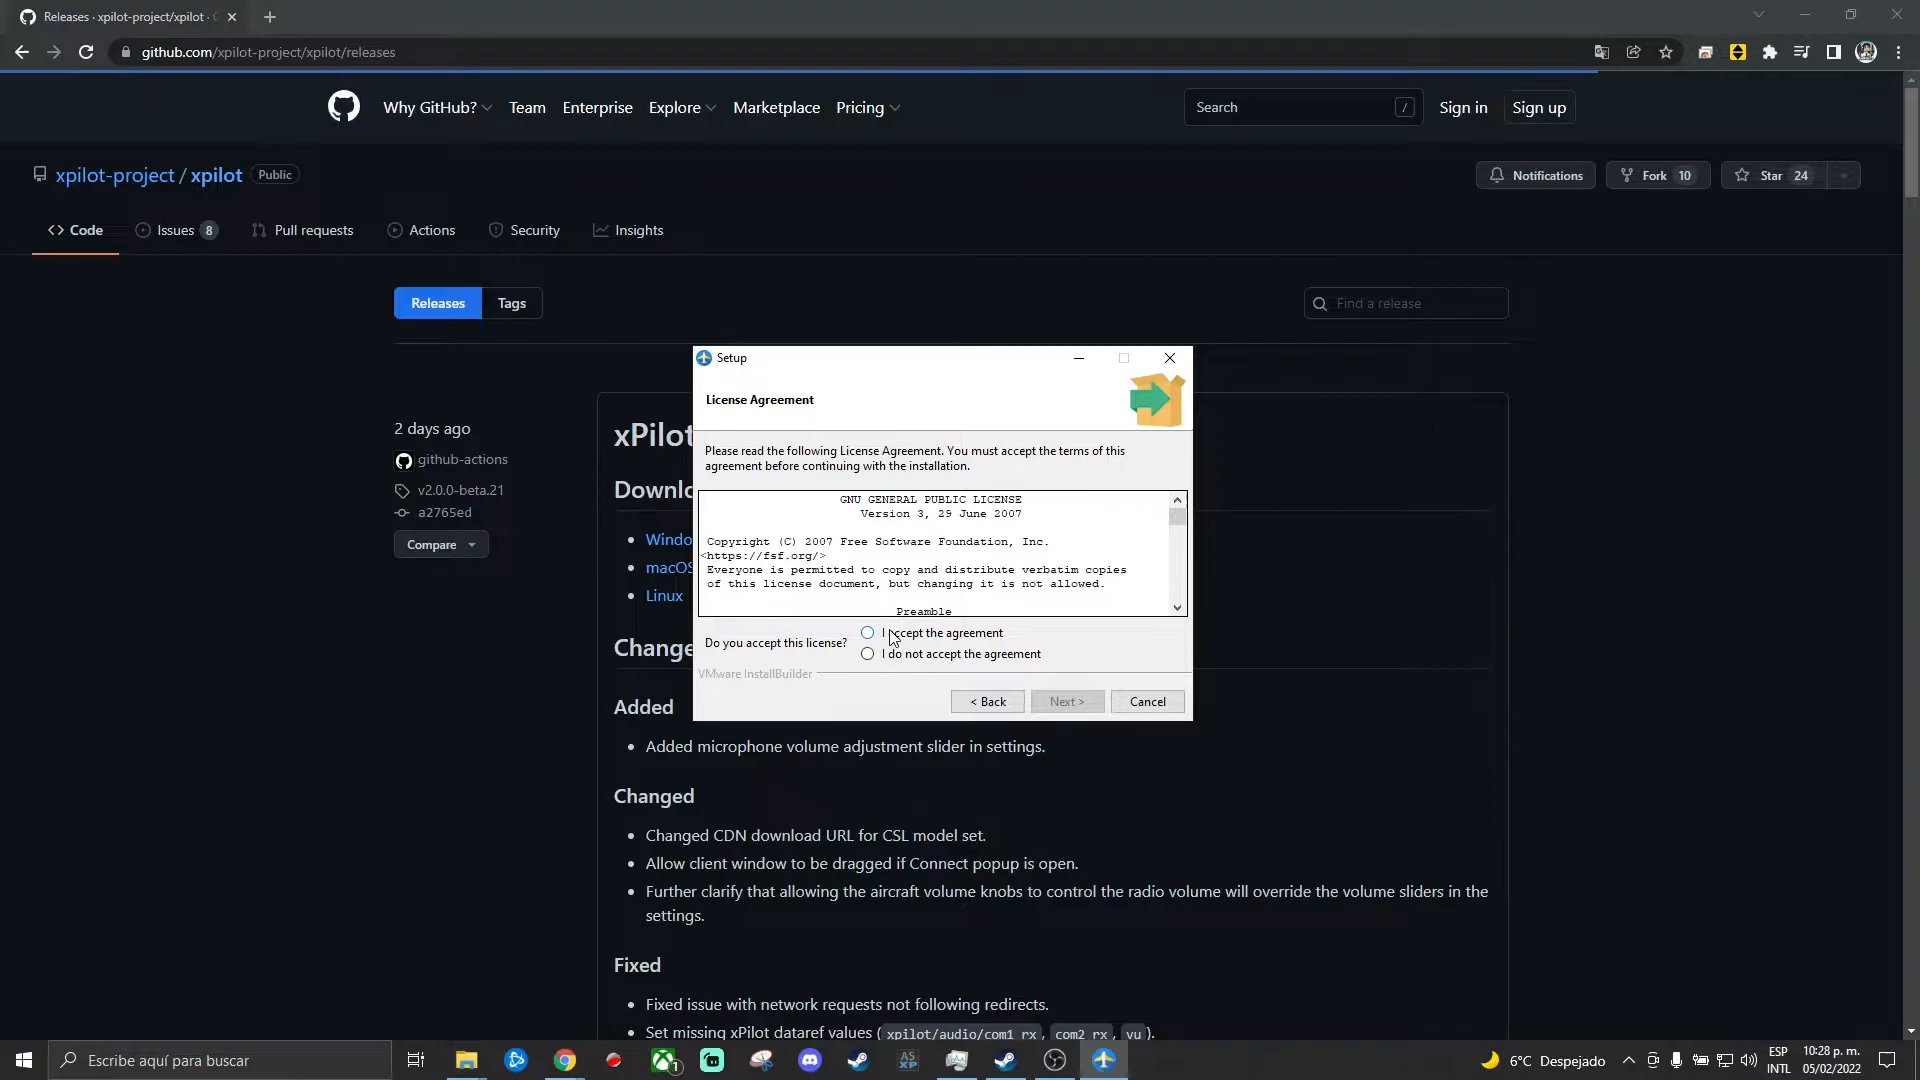 Releases · xpilot-project/xpilot ·
github.com/xpilot-project/xpilot/releases
Why GitHub?
Team
Enterprise
Explore
Marketplace
Pricing
Search
/
Sign in
Sign up
xpilot-project / xpilot
Public
Notifications
Fork 10
Star 24
Code
Issues 8
Pull requests
Actions
Security
Insights
Releases
Tags
Find a release
2 days ago
github-actions
v2.0.0-beta.21
a2765ed
Compare
xPilot
Downlo
Windo
macOS
Linux
Change
Added
Added microphone volume adjustment slider in settings.
Changed
Changed CDN download URL for CSL model set.
Allow client window to be dragged if Connect popup is open.
Further clarify that allowing the aircraft volume knobs to control the radio volume will override the volume sliders in the
settings.
Fixed
Fixed issue with network requests not following redirects.
Set missing xPilot dataref values (xpilot/audio/com1_rx, com2_rx, vu).
Setup
License Agreement
Please read the following License Agreement. You must accept the terms of this
agreement before continuing with the installation.
GNU GENERAL PUBLIC LICENSE
Version 3, 29 June 2007
Copyright (C) 2007 Free Software Foundation, Inc.
<https://fsf.org/>
Everyone is permitted to copy and distribute verbatim copies
of this license document, but changing it is not allowed.
Preamble
Do you accept this license?
I accept the agreement
I do not accept the agreement
VMware InstallBuilder
< Back
Next >
Cancel
Escribe aquí para buscar
1
AS
XP
6°C Despejado
ESP
INTL
10:28 p. m.
05/02/2022